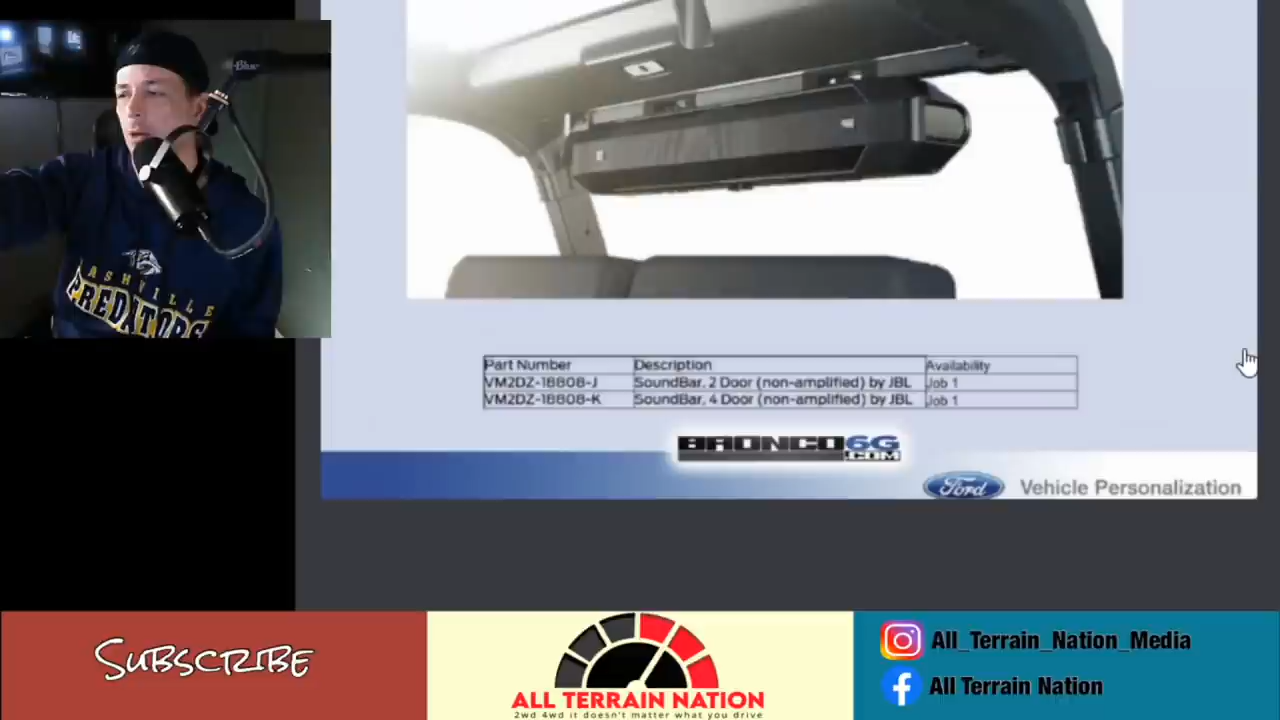 Blue
NASHVILLE
PREDATORS
Part Number Description Availability
VM2DZ-18808-J SoundBar, 2 Door (non-amplified) by JBL Job 1
VM2DZ-18808-K SoundBar, 4 Door (non-amplified) by JBL Job 1
BRONCO6G
.COM
Ford Vehicle Personalization
SUBSCRIBE
ALL TERRAIN NATION
2wd 4wd it doesn't matter what you drive
All_Terrain_Nation_Media
All Terrain Nation